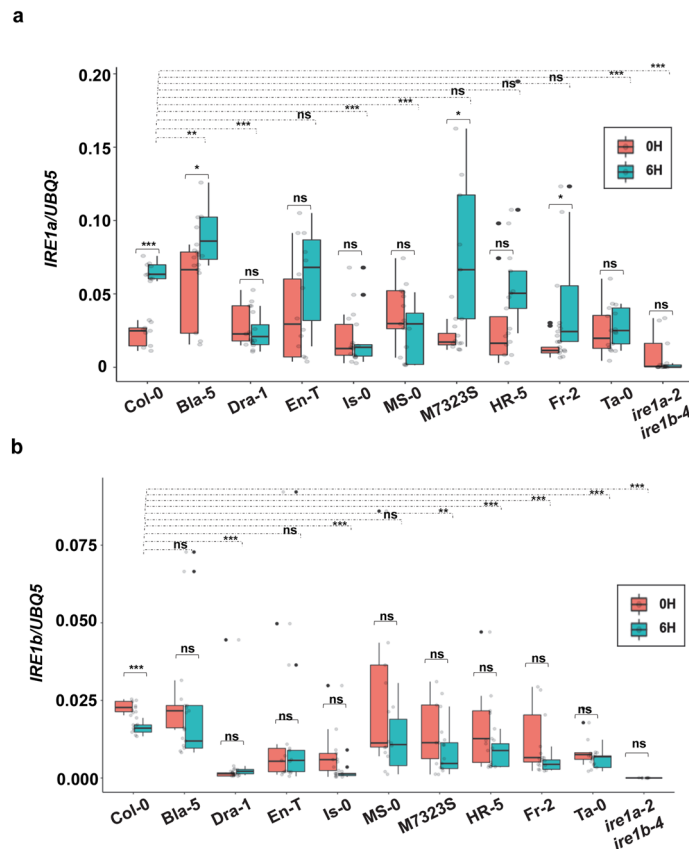 a
0.20
0.15
0.10
0.05
0
IRE1a/UBQ5
***
***
ns
ns
ns
***
***
ns
***
**
***
*
ns
ns
ns
ns
*
ns
*
ns
ns
0H
6H
Col-0
Bla-5
Dra-1
En-T
Is-0
MS-0
M7323S
HR-5
Fr-2
Ta-0
ire1a-2
ire1b-4
b
0.075
0.050
0.025
0.000
IRE1b/UBQ5
***
***
***
***
**
ns
***
ns
***
ns
***
ns
ns
ns
ns
ns
ns
ns
ns
ns
ns
0H
6H
Col-0
Bla-5
Dra-1
En-T
Is-0
MS-0
M7323S
HR-5
Fr-2
Ta-0
ire1a-2
ire1b-4